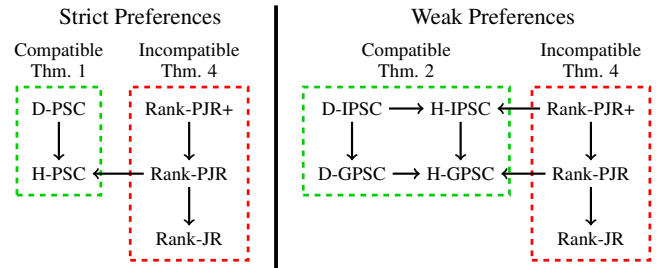 Strict Preferences
Compatible Incompatible
Thm. 1 Thm. 4
D-PSC Rank-PJR+
H-PSC Rank-PJR
Rank-JR
Weak Preferences
Compatible Incompatible
Thm. 2 Thm. 4
D-IPSC H-IPSC Rank-PJR+
D-GPSC H-GPSC Rank-PJR
Rank-JR